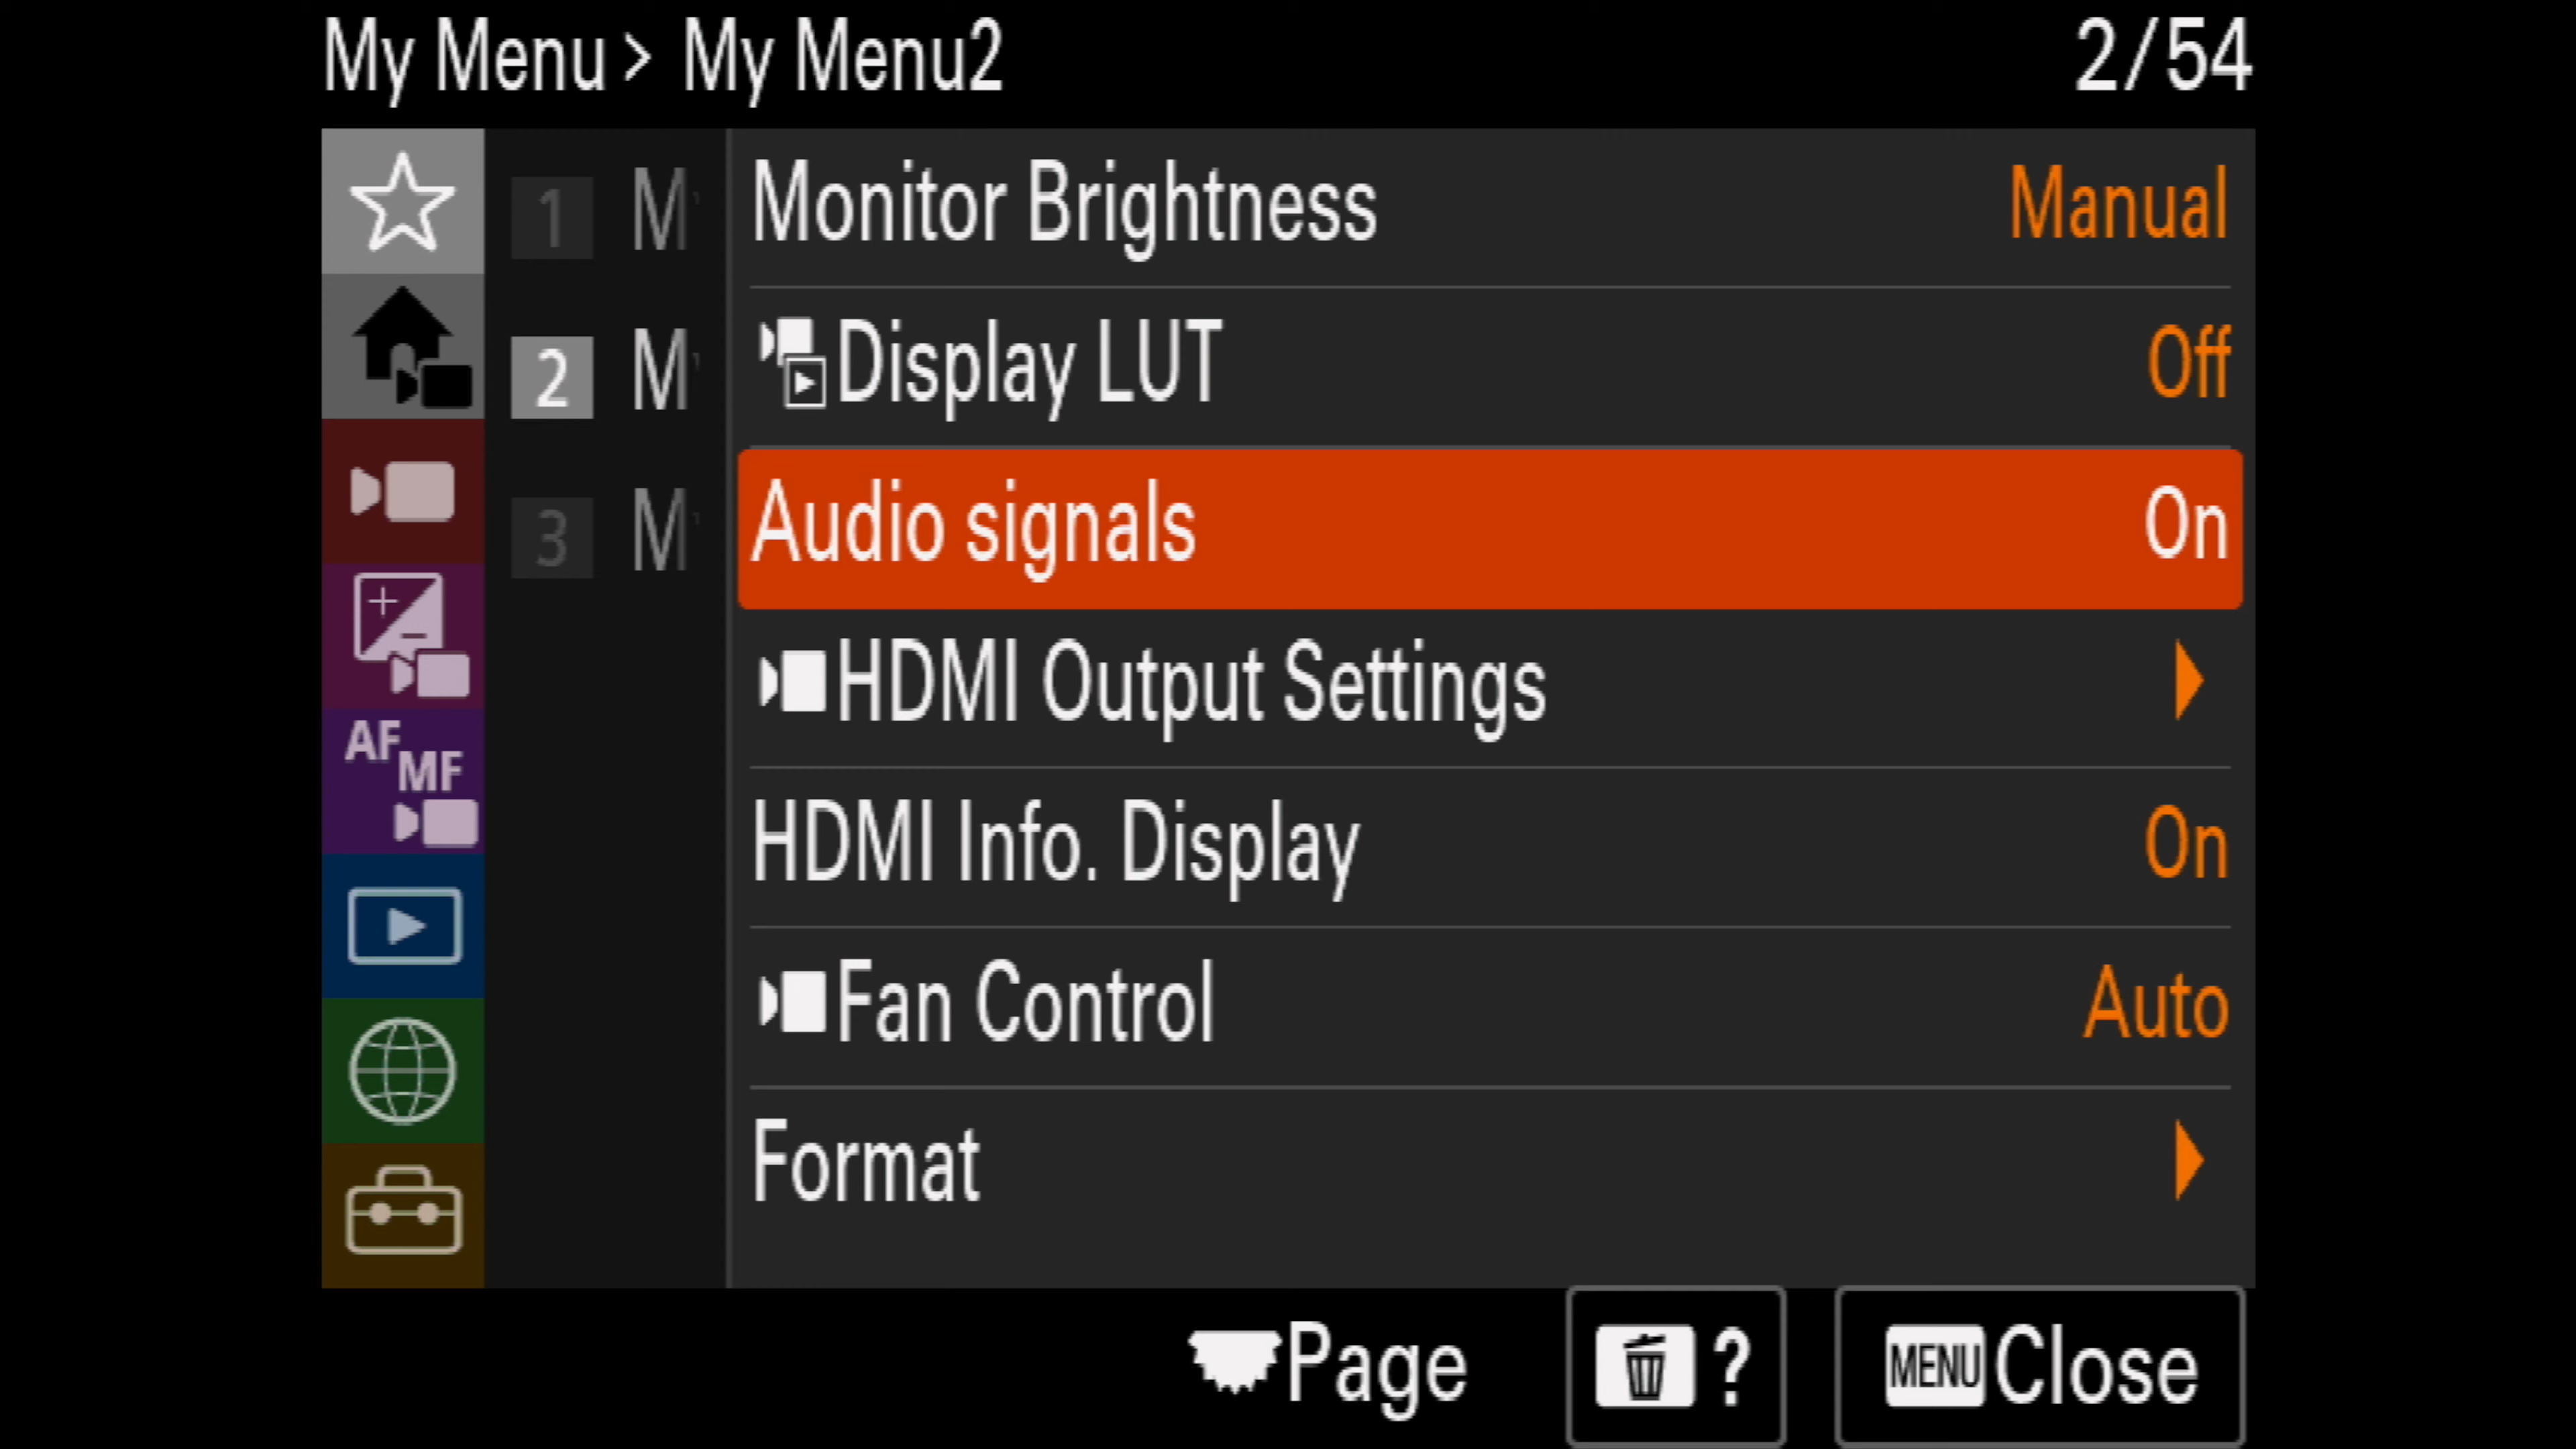 My Menu > My Menu2 2/54
1 M
2 M
3 M
AF MF
Monitor Brightness Manual
Display LUT Off
Audio signals On
HDMI Output Settings
HDMI Info. Display On
Fan Control Auto
Format
Page ? MENU Close